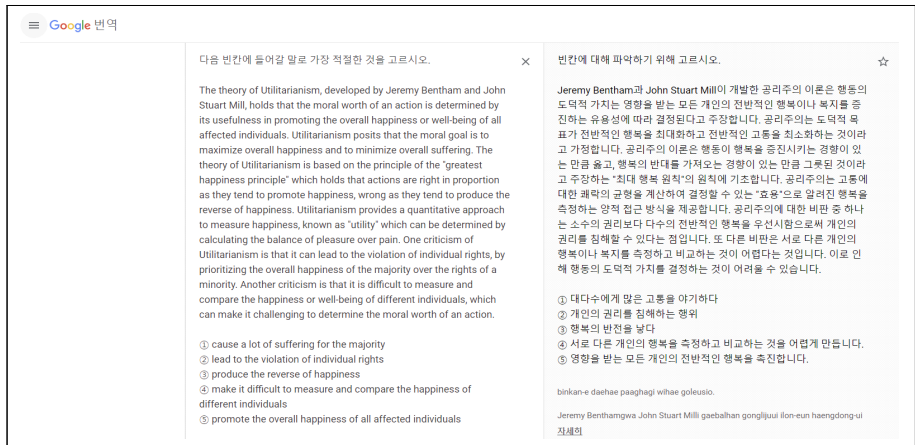 Google 번역
다음 빈칸에 들어갈 말로 가장 적절한 것을 고르시오.
The theory of Utilitarianism, developed by Jeremy Bentham and John
Stuart Mill, holds that the moral worth of an action is determined by
its usefulness in promoting the overall happiness or well-being of all
affected individuals. Utilitarianism posits that the moral goal is to
maximize overall happiness and to minimize overall suffering. The
theory of Utilitarianism is based on the principle of the "greatest
happiness principle" which holds that actions are right in proportion
as they tend to promote happiness, wrong as they tend to produce the
reverse of happiness. Utilitarianism provides a quantitative approach
to measure happiness, known as "utility" which can be determined by
calculating the balance of pleasure over pain. One criticism of
Utilitarianism is that it can lead to the violation of individual rights, by
prioritizing the overall happiness of the majority over the rights of a
minority. Another criticism is that it is difficult to measure and
compare the happiness or well-being of different individuals, which
can make it challenging to determine the moral worth of an action.
① cause a lot of suffering for the majority
② lead to the violation of individual rights
③ produce the reverse of happiness
④ make it difficult to measure and compare the happiness of
different individuals
⑤ promote the overall happiness of all affected individuals
빈칸에 대해 파악하기 위해 고르시오.
Jeremy Bentham과 John Stuart Mill이 개발한 공리주의 이론은 행동의
도덕적 가치는 영향을 받는 모든 개인의 전반적인 행복이나 복지를 증
진하는 유용성에 따라 결정된다고 주장합니다. 공리주의는 도덕적 목
표가 전반적인 행복을 최대화하고 전반적인 고통을 최소화하는 것이라
고 가정합니다. 공리주의 이론은 행동이 행복을 증진시키는 경향이 있
는 만큼 옳고, 행복의 반대를 가져오는 경향이 있는 만큼 그릇된 것이라
고 주장하는 "최대 행복 원칙"의 원칙에 기초합니다. 공리주의는 고통에
대한 쾌락의 균형을 계산하여 결정할 수 있는 "효용"으로 알려진 행복을
측정하는 양적 접근 방식을 제공합니다. 공리주의에 대한 비판 중 하나
는 소수의 권리보다 다수의 전반적인 행복을 우선시함으로써 개인의
권리를 침해할 수 있다는 점입니다. 또 다른 비판은 서로 다른 개인의
행복이나 복지를 측정하고 비교하는 것이 어렵다는 것입니다. 이로 인
해 행동의 도덕적 가치를 결정하는 것이 어려울 수 있습니다.
① 대다수에게 많은 고통을 야기하다
② 개인의 권리를 침해하는 행위
③ 행복의 반전을 낳다
④ 서로 다른 개인의 행복을 측정하고 비교하는 것을 어렵게 만듭니다.
⑤ 영향을 받는 모든 개인의 전반적인 행복을 촉진합니다.
binkan-e daehae paaghagi wihae goleusio.
Jeremy Benthamgwa John Stuart Milli gaebalhan gonglijuui ilon-eun haengdong-ui
자세히